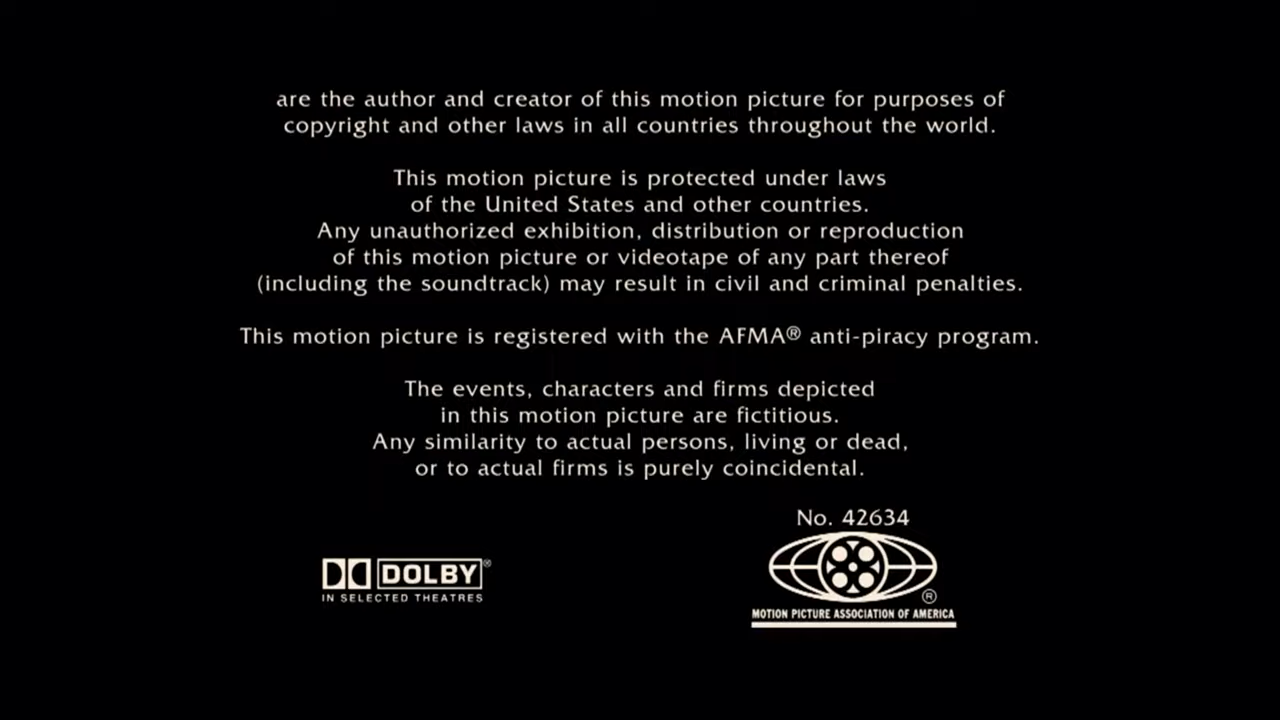 are the author and creator of this motion picture for purposes of
copyright and other laws in all countries throughout the world.
This motion picture is protected under laws
of the United States and other countries.
Any unauthorized exhibition, distribution or reproduction
of this motion picture or videotape of any part thereof
(including the soundtrack) may result in civil and criminal penalties.
This motion picture is registered with the AFMA® anti-piracy program.
The events, characters and firms depicted
in this motion picture are fictitious.
Any similarity to actual persons, living or dead,
or to actual firms is purely coincidental.
No. 42634
DOLBY®
IN SELECTED THEATRES
®
MOTION PICTURE ASSOCIATION OF AMERICA